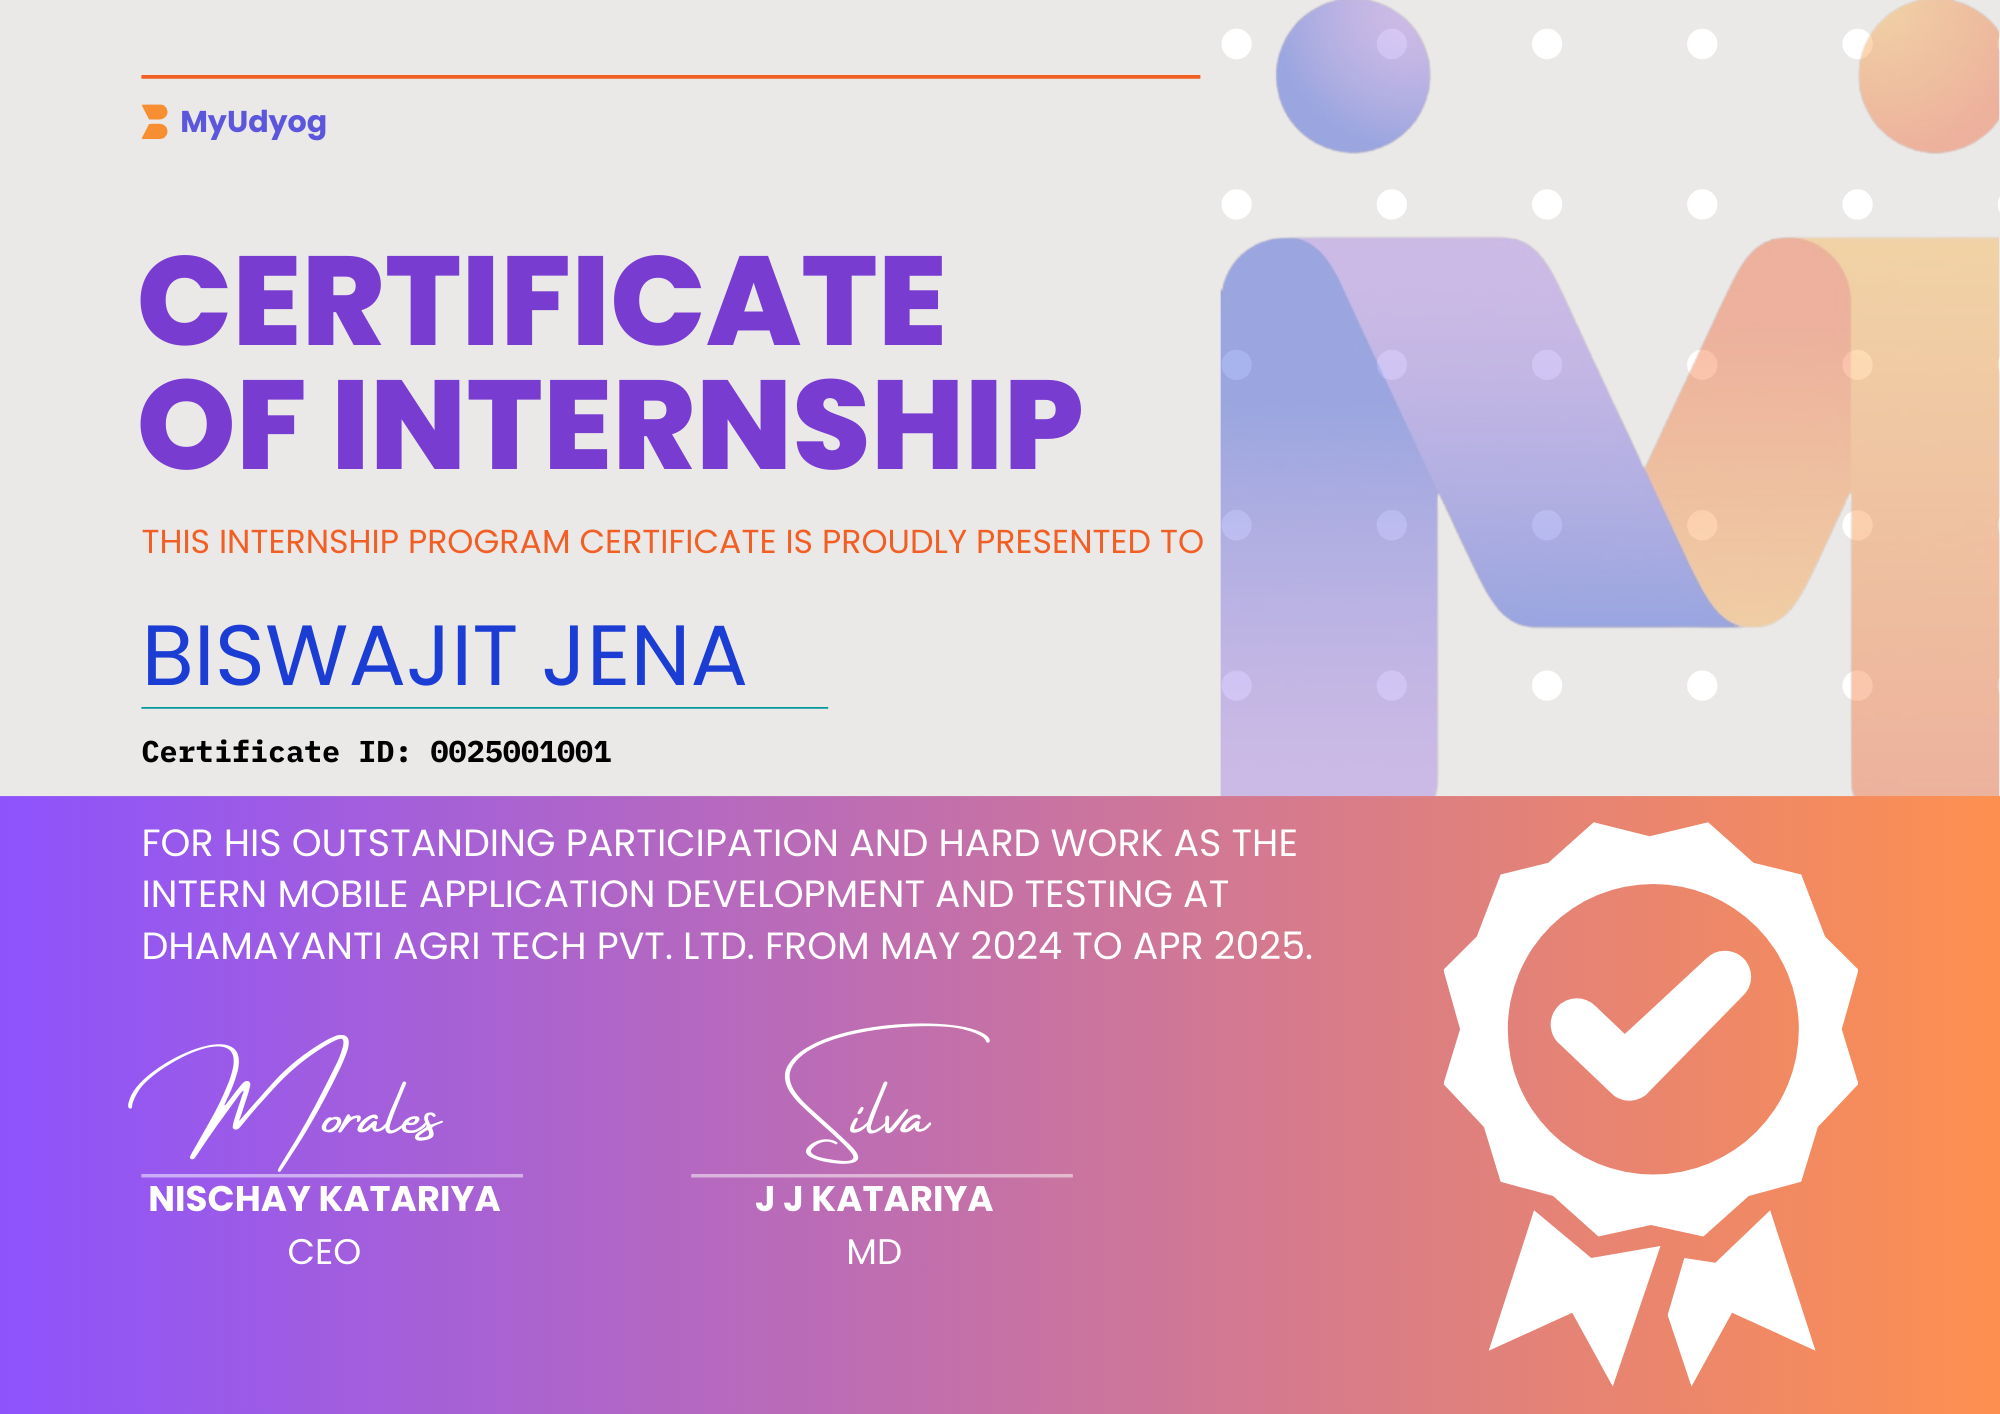 MyUdyog
CERTIFICATE
OF INTERNSHIP
THIS INTERNSHIP PROGRAM CERTIFICATE IS PROUDLY PRESENTED TO
BISWAJIT JENA
Certificate ID: 0025001001
FOR HIS OUTSTANDING PARTICIPATION AND HARD WORK AS THE
INTERN MOBILE APPLICATION DEVELOPMENT AND TESTING AT
DHAMAYANTI AGRI TECH PVT. LTD. FROM MAY 2024 TO APR 2025.
Morales
NISCHAY KATARIYA
CEO
Silva
J J KATARIYA
MD